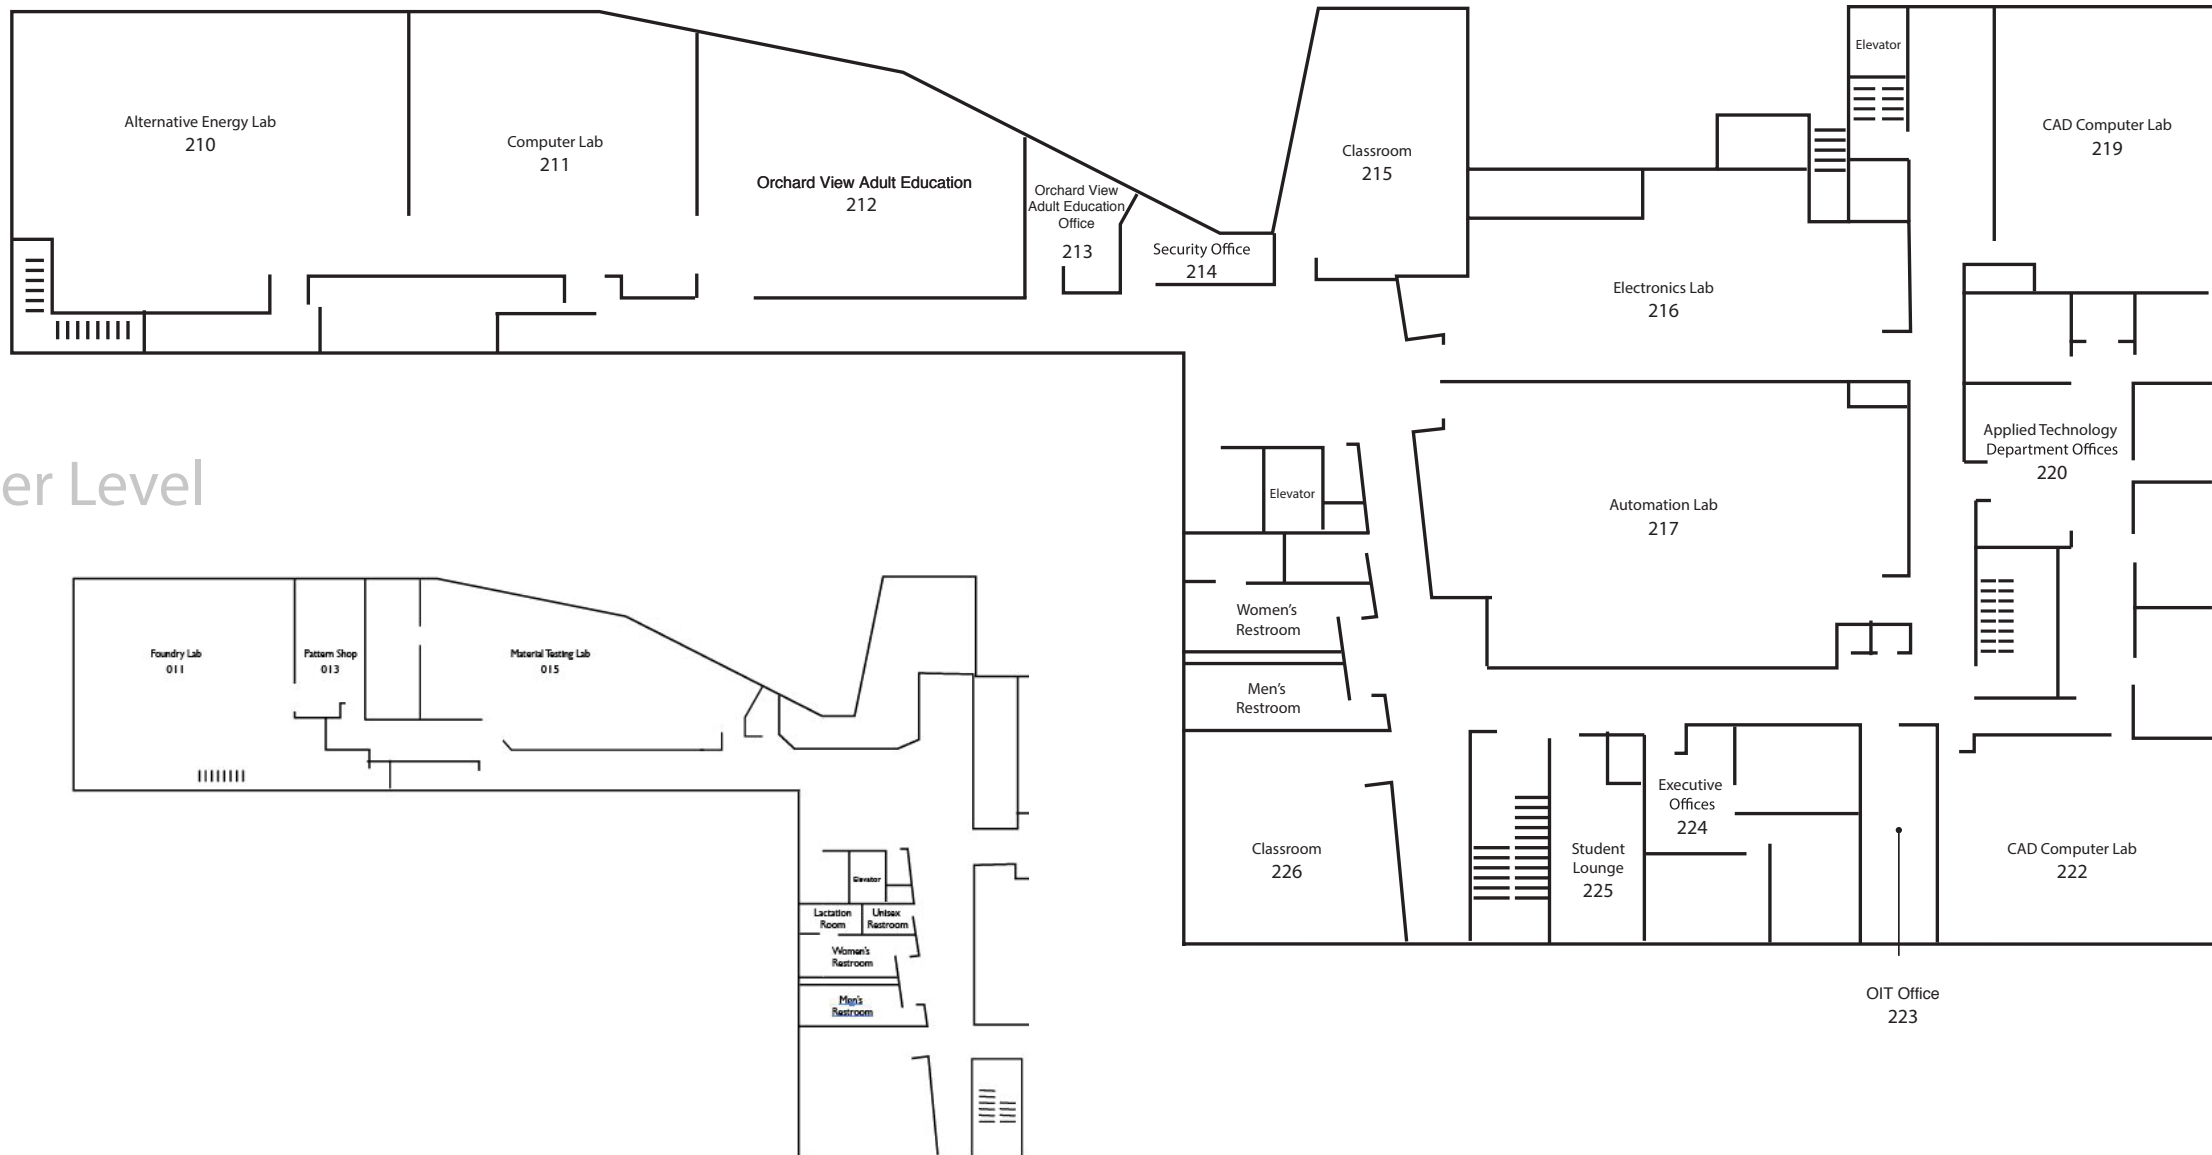 Alternative Energy Lab
210
Computer Lab
211
Orchard View Adult Education
212
Orchard View
Adult Education
Office
213
Security Office
214
Classroom
215
Electronics Lab
216
Elevator
CAD Computer Lab
219
Applied Technology
Department Offices
220
Automation Lab
217
Elevator
Women's
Restroom
Men's
Restroom
Classroom
226
Student
Lounge
225
Executive
Offices
224
CAD Computer Lab
222
OIT Office
223
er Level
Foundry Lab
011
Pattern Shop
013
Material Testing Lab
015
Elevator
Lactation
Room
Unisex
Restroom
Women's
Restroom
Men's
Restroom